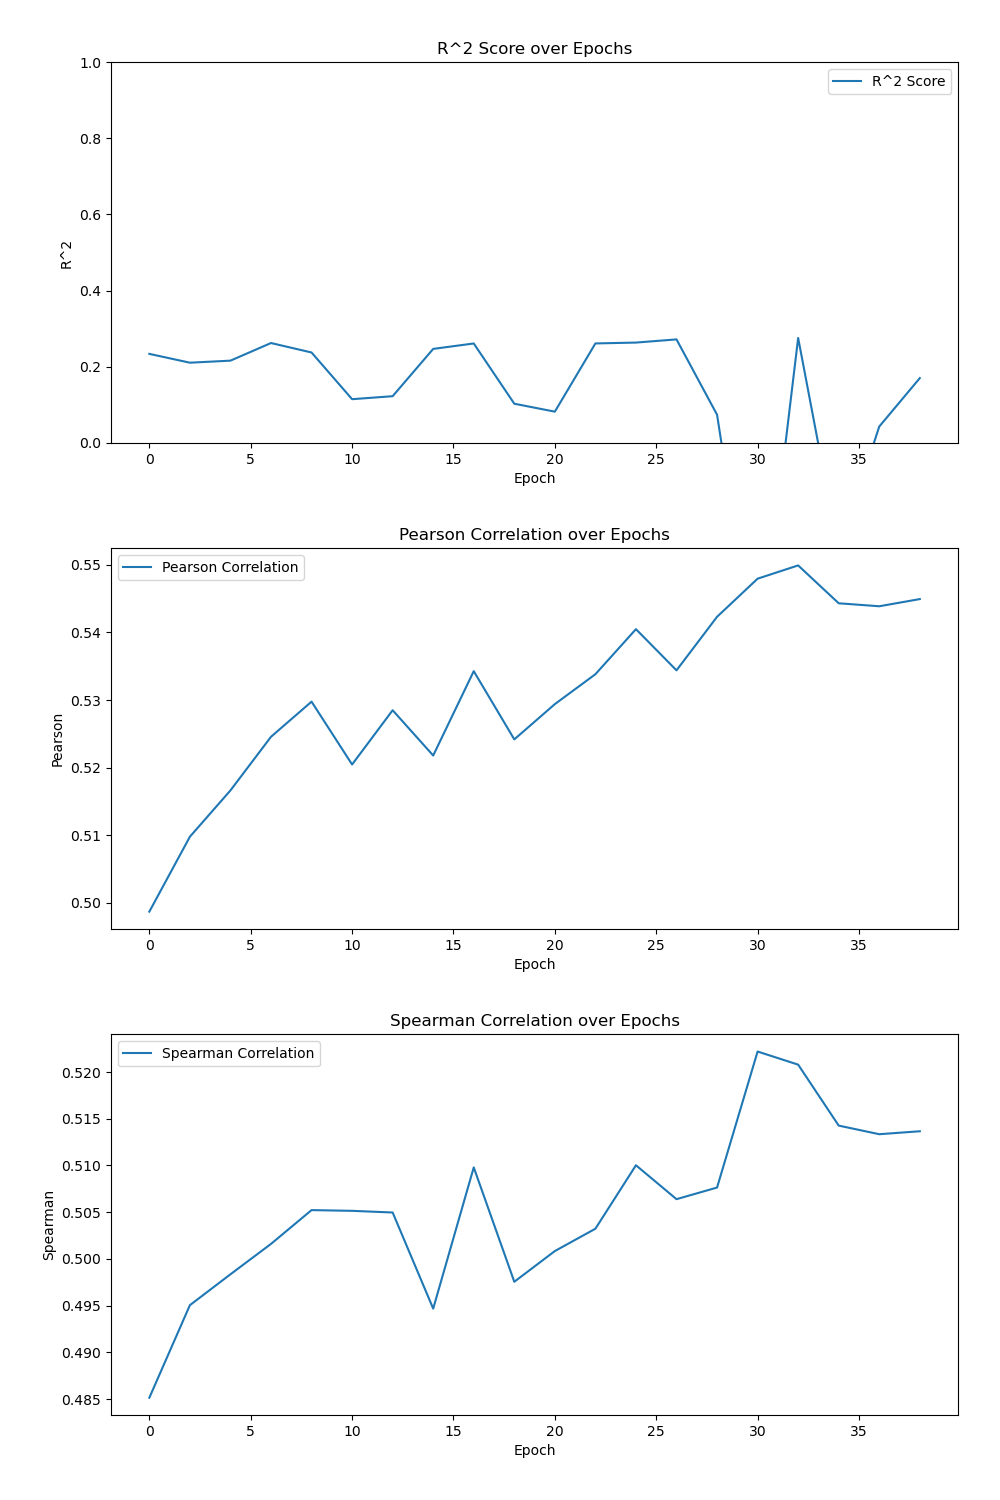 R^2 Score over Epochs
R^2 Score
1.0
0.8
0.6
0.4
0.2
0.0
R^2
0 5 10 15 20 25 30 35
Epoch
Pearson Correlation over Epochs
Pearson Correlation
0.55
0.54
0.53
0.52
0.51
0.50
Pearson
0 5 10 15 20 25 30 35
Epoch
Spearman Correlation over Epochs
Spearman Correlation
0.520
0.515
0.510
0.505
0.500
0.495
0.490
0.485
Spearman
0 5 10 15 20 25 30 35
Epoch